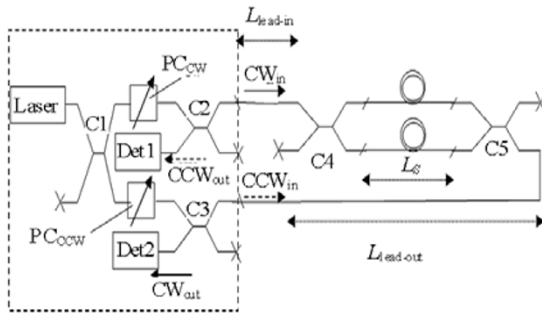 L_lead-in
PC_CW
CW_in
Laser
C1
C2
Det1
CCW_out
C4
L_S
C5
CCW_in
C3
PC_CCW
Det2
CW_out
L_lead-out